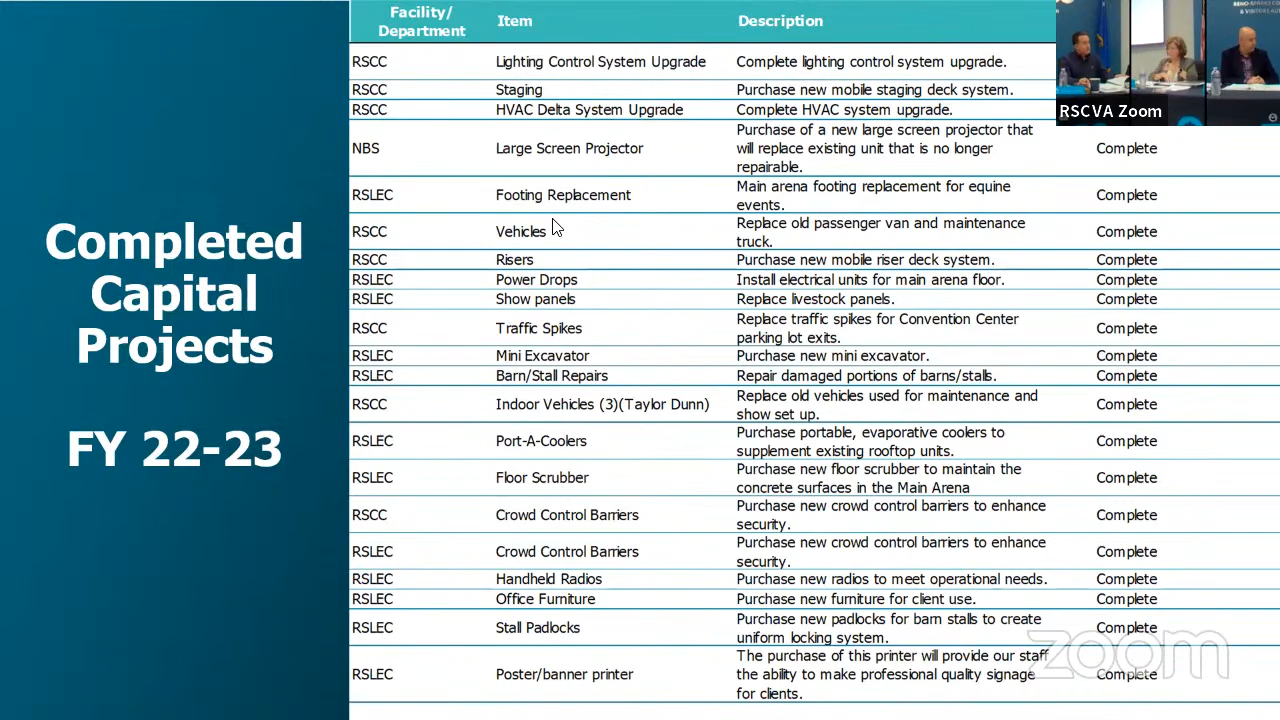 Completed
Capital
Projects
FY 22-23
Facility/
Department Item Description
RSCC Lighting Control System Upgrade Complete lighting control system upgrade.
RSCC Staging Purchase new mobile staging deck system.
RSCC HVAC Delta System Upgrade Complete HVAC system upgrade.
NBS Large Screen Projector Purchase of a new large screen projector that
will replace existing unit that is no longer
repairable. Complete
RSLEC Footing Replacement Main arena footing replacement for equine
events. Complete
RSCC Vehicles Replace old passenger van and maintenance
truck. Complete
RSCC Risers Purchase new mobile riser deck system. Complete
RSLEC Power Drops Install electrical units for main arena floor. Complete
RSLEC Show panels Replace livestock panels. Complete
RSCC Traffic Spikes Replace traffic spikes for Convention Center
parking lot exits. Complete
RSLEC Mini Excavator Purchase new mini excavator. Complete
RSLEC Barn/Stall Repairs Repair damaged portions of barns/stalls. Complete
RSCC Indoor Vehicles (3)(Taylor Dunn) Replace old vehicles used for maintenance and
show set up. Complete
RSLEC Port-A-Coolers Purchase portable, evaporative coolers to
supplement existing rooftop units. Complete
RSLEC Floor Scrubber Purchase new floor scrubber to maintain the
concrete surfaces in the Main Arena Complete
RSCC Crowd Control Barriers Purchase new crowd control barriers to enhance
security. Complete
RSLEC Crowd Control Barriers Purchase new crowd control barriers to enhance
security. Complete
RSLEC Handheld Radios Purchase new radios to meet operational needs. Complete
RSLEC Office Furniture Purchase new furniture for client use. Complete
RSLEC Stall Padlocks Purchase new padlocks for barn stalls to create
uniform locking system. Complete
RSLEC Poster/banner printer The purchase of this printer will provide our staff
the ability to make professional quality signage
for clients. Complete
RSCVA Zoom
zoom